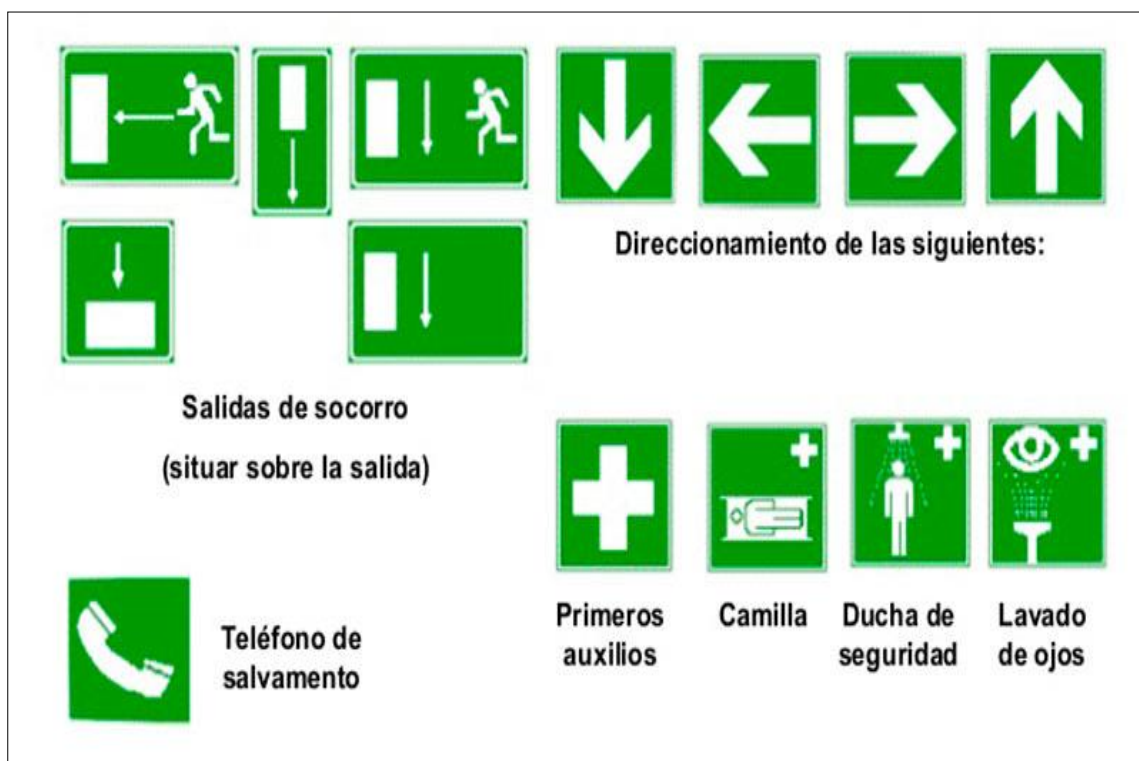 Direccionamiento de las siguientes:
Salidas de socorro
(situar sobre la salida)
Primeros
auxilios
Camilla
Ducha de
seguridad
Lavado
de ojos
Teléfono de
salvamento